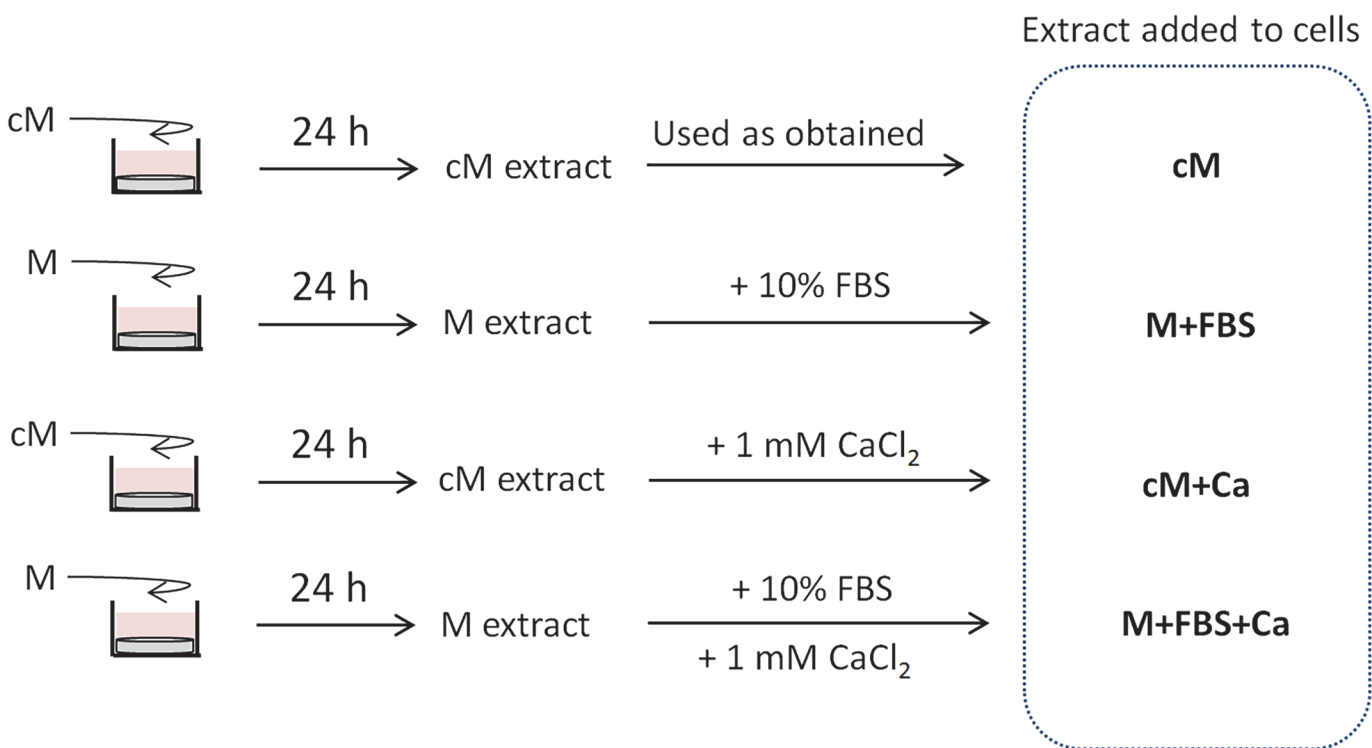 Extract added to cells
cM
24 h
cM extract
Used as obtained
cM
M
24 h
M extract
+ 10% FBS
M+FBS
cM
24 h
cM extract
+ 1 mM CaCl₂
cM+Ca
M
24 h
M extract
+ 10% FBS
+ 1 mM CaCl₂
M+FBS+Ca